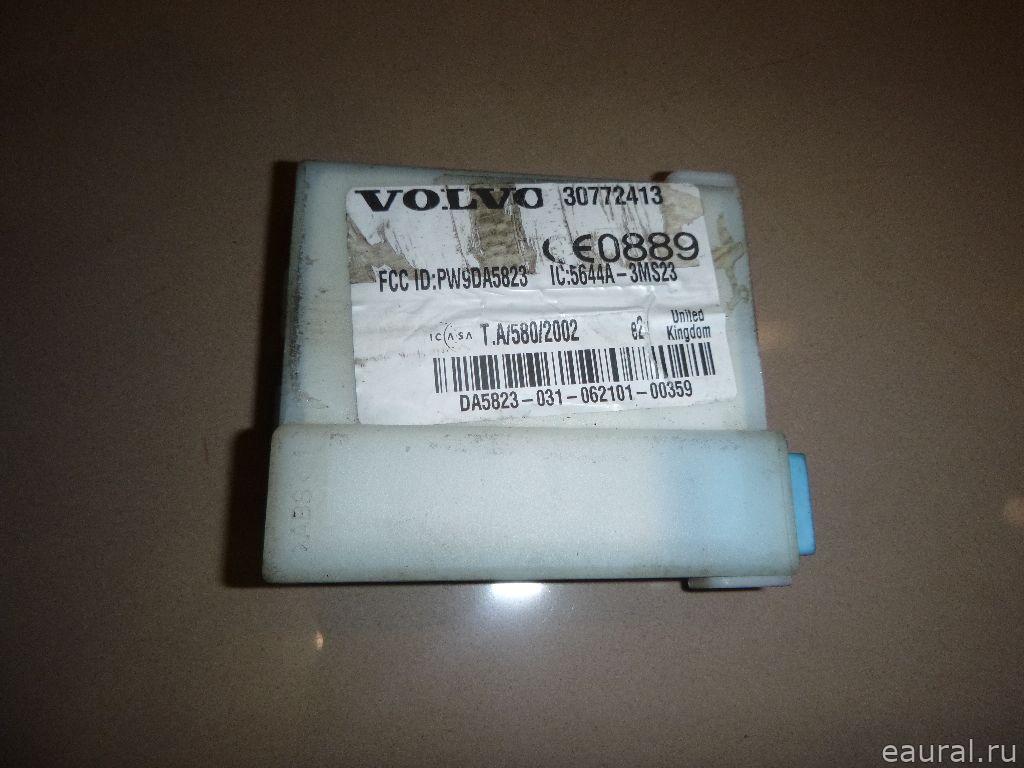 VOLVO 30772413
CE0889
FCC ID:PW9DA5823 IC:5644A-3MS23
ICASA T.A/580/2002 e2 United Kingdom
DA5823-031-062101-00359
ABS
eaural.ru